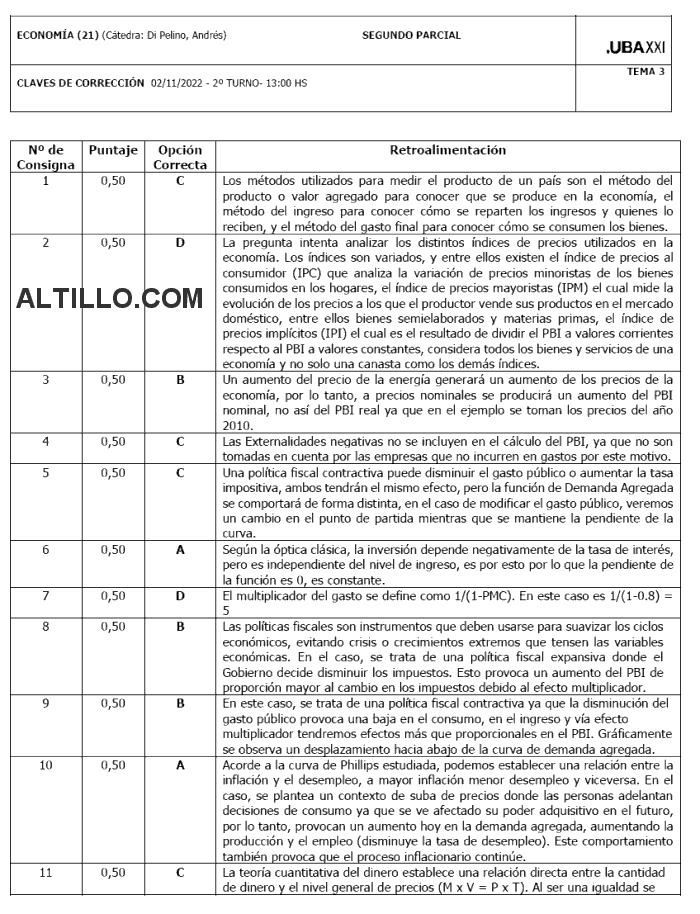 ECONOMÍA (21) (Cátedra: Di Pelino, Andrés) SEGUNDO PARCIAL
.UBAXXI
CLAVES DE CORRECCIÓN 02/11/2022 - 2º TURNO- 13:00 HS
TEMA 3
Nº de Consigna Puntaje Opción Correcta Retroalimentación
1 0,50 C Los métodos utilizados para medir el producto de un país son el método del
producto o valor agregado para conocer que se produce en la economía, el
método del ingreso para conocer cómo se reparten los ingresos y quienes lo
reciben, y el método del gasto final para conocer cómo se consumen los bienes.
2 0,50 D La pregunta intenta analizar los distintos índices de precios utilizados en la
economía. Los índices son variados, y entre ellos existen el índice de precios al
consumidor (IPC) que analiza la variación de precios minoristas de los bienes
consumidos en los hogares, el índice de precios mayoristas (IPM) el cual mide la
ALTILLO.COM
evolución de los precios a los que el productor vende sus productos en el mercado
doméstico, entre ellos bienes semielaborados y materias primas, el índice de
precios implícitos (IPI) el cual es el resultado de dividir el PBI a valores corrientes
respecto al PBI a valores constantes, considera todos los bienes y servicios de una
economía y no solo una canasta como los demás índices.
3 0,50 B Un aumento del precio de la energía generará un aumento de los precios de la
economía, por lo tanto, a precios nominales se producirá un aumento del PBI
nominal, no así del PBI real ya que en el ejemplo se toman los precios del año
2010.
4 0,50 C Las Externalidades negativas no se incluyen en el cálculo del PBI, ya que no son
tomadas en cuenta por las empresas que no incurren en gastos por este motivo.
5 0,50 C Una política fiscal contractiva puede disminuir el gasto público o aumentar la tasa
impositiva, ambos tendrán el mismo efecto, pero la función de Demanda Agregada
se comportará de forma distinta, en el caso de modificar el gasto público, veremos
un cambio en el punto de partida mientras que se mantiene la pendiente de la
curva.
6 0,50 A Según la óptica clásica, la inversión depende negativamente de la tasa de interés,
pero es independiente del nivel de ingreso, es por esto por lo que la pendiente de
la función es 0, es constante.
7 0,50 D El multiplicador del gasto se define como 1/(1-PMC). En este caso es 1/(1-0.8) =
5
8 0,50 B Las políticas fiscales son instrumentos que deben usarse para suavizar los ciclos
económicos, evitando crisis o crecimientos extremos que tensen las variables
económicas. En el caso, se trata de una política fiscal expansiva donde el
Gobierno decide disminuir los impuestos. Esto provoca un aumento del PBI de
proporción mayor al cambio en los impuestos debido al efecto multiplicador.
9 0,50 B En este caso, se trata de una política fiscal contractiva ya que la disminución del
gasto público provoca una baja en el consumo, en el ingreso y vía efecto
multiplicador tendremos efectos más que proporcionales en el PBI. Gráficamente
se observa un desplazamiento hacia abajo de la curva de demanda agregada.
10 0,50 A Acorde a la curva de Phillips estudiada, podemos establecer una relación entre la
inflación y el desempleo, a mayor inflación menor desempleo y viceversa. En el
caso, se plantea un contexto de suba de precios donde las personas adelantan
decisiones de consumo ya que se ve afectado su poder adquisitivo en el futuro,
por lo tanto, provocan un aumento hoy en la demanda agregada, aumentando la
producción y el empleo (disminuye la tasa de desempleo). Este comportamiento
también provoca que el proceso inflacionario continúe.
11 0,50 C La teoría cuantitativa del dinero establece una relación directa entre la cantidad
de dinero y el nivel general de precios (M x V = P x T). Al ser una igualdad se